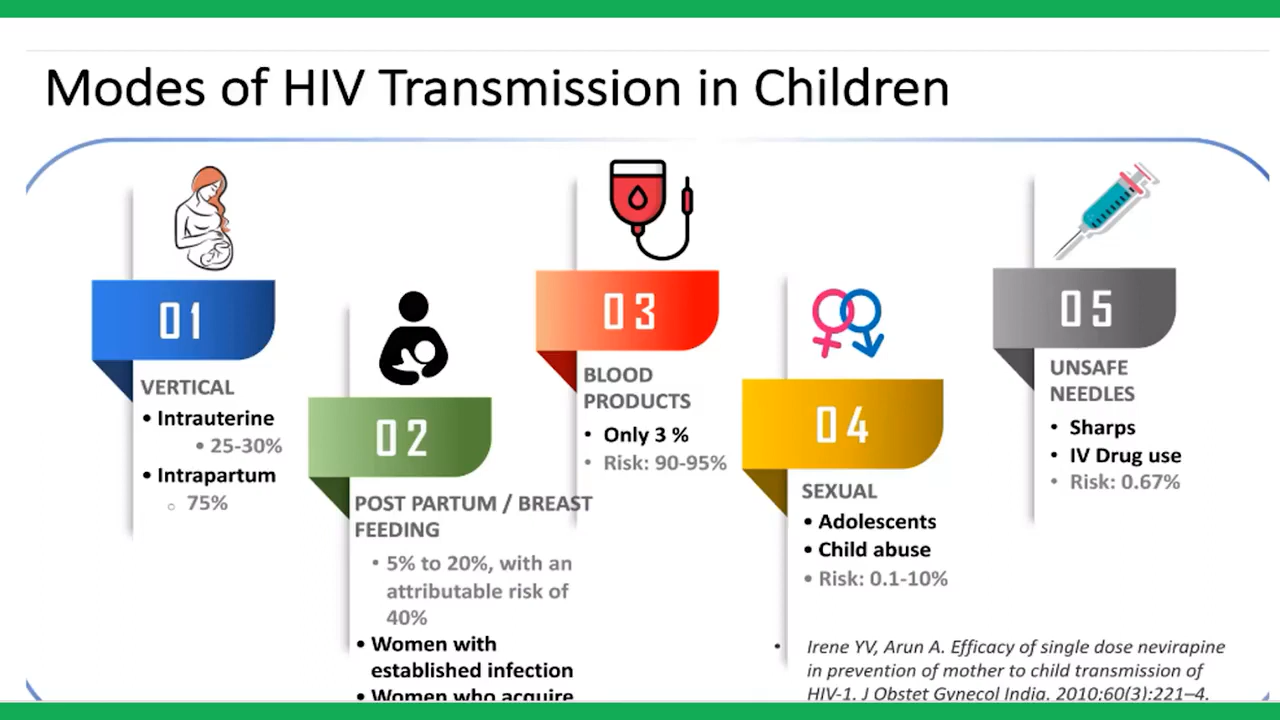 Modes of HIV Transmission in Children
01
VERTICAL
• Intrauterine
• 25-30%
• Intrapartum
○ 75%
02
POST PARTUM / BREAST
FEEDING
• 5% to 20%, with an
attributable risk of
40%
• Women with
established infection
• Women who acquire
03
BLOOD
PRODUCTS
• Only 3 %
• Risk: 90-95%
04
SEXUAL
• Adolescents
• Child abuse
• Risk: 0.1-10%
05
UNSAFE
NEEDLES
• Sharps
• IV Drug use
• Risk: 0.67%
• Irene YV, Arun A. Efficacy of single dose nevirapine
in prevention of mother to child transmission of
HIV-1. J Obstet Gynecol India. 2010;60(3):221–4.